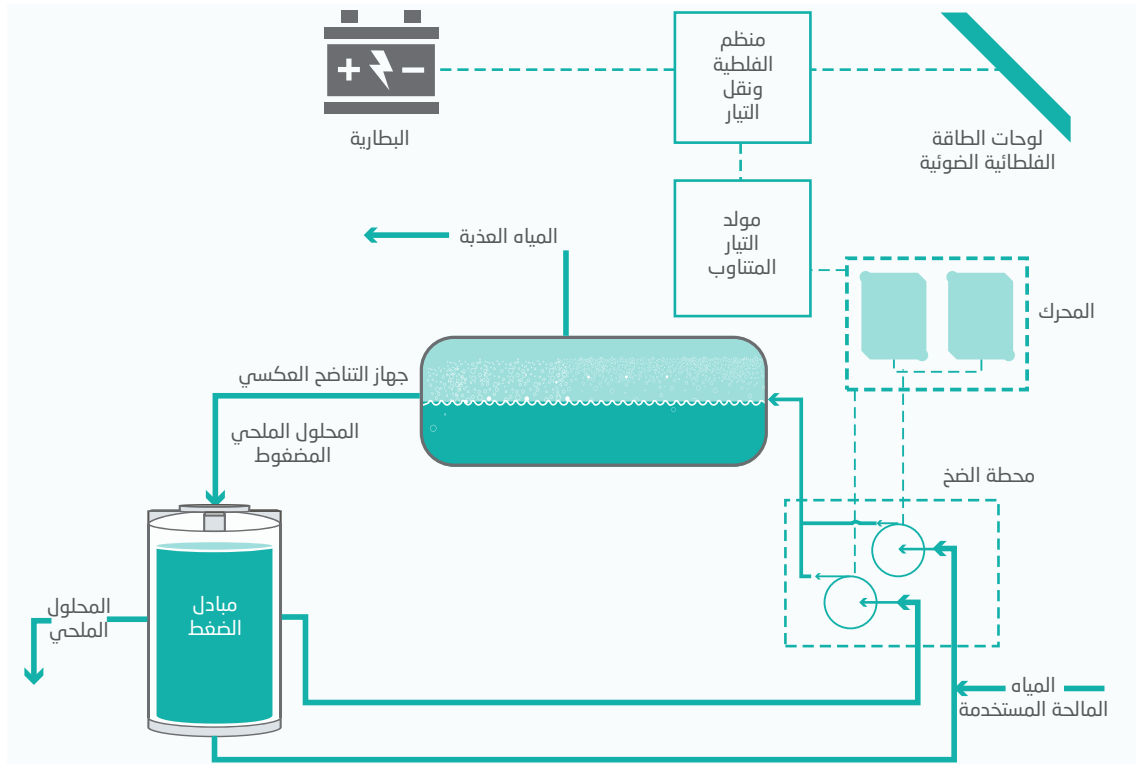 منظم
الفلطية
ونقل
التيار
لوحات الطاقة
الفلطائية الضوئية
البطارية
مولد
التيار
المتناوب
المياه العذبة
المحرك
جهاز التناضح العكسي
المحلول الملحي
المضغوط
محطة الضخ
مبادل
الضغط
المحلول
الملحي
المياه
المالحة المستخدمة